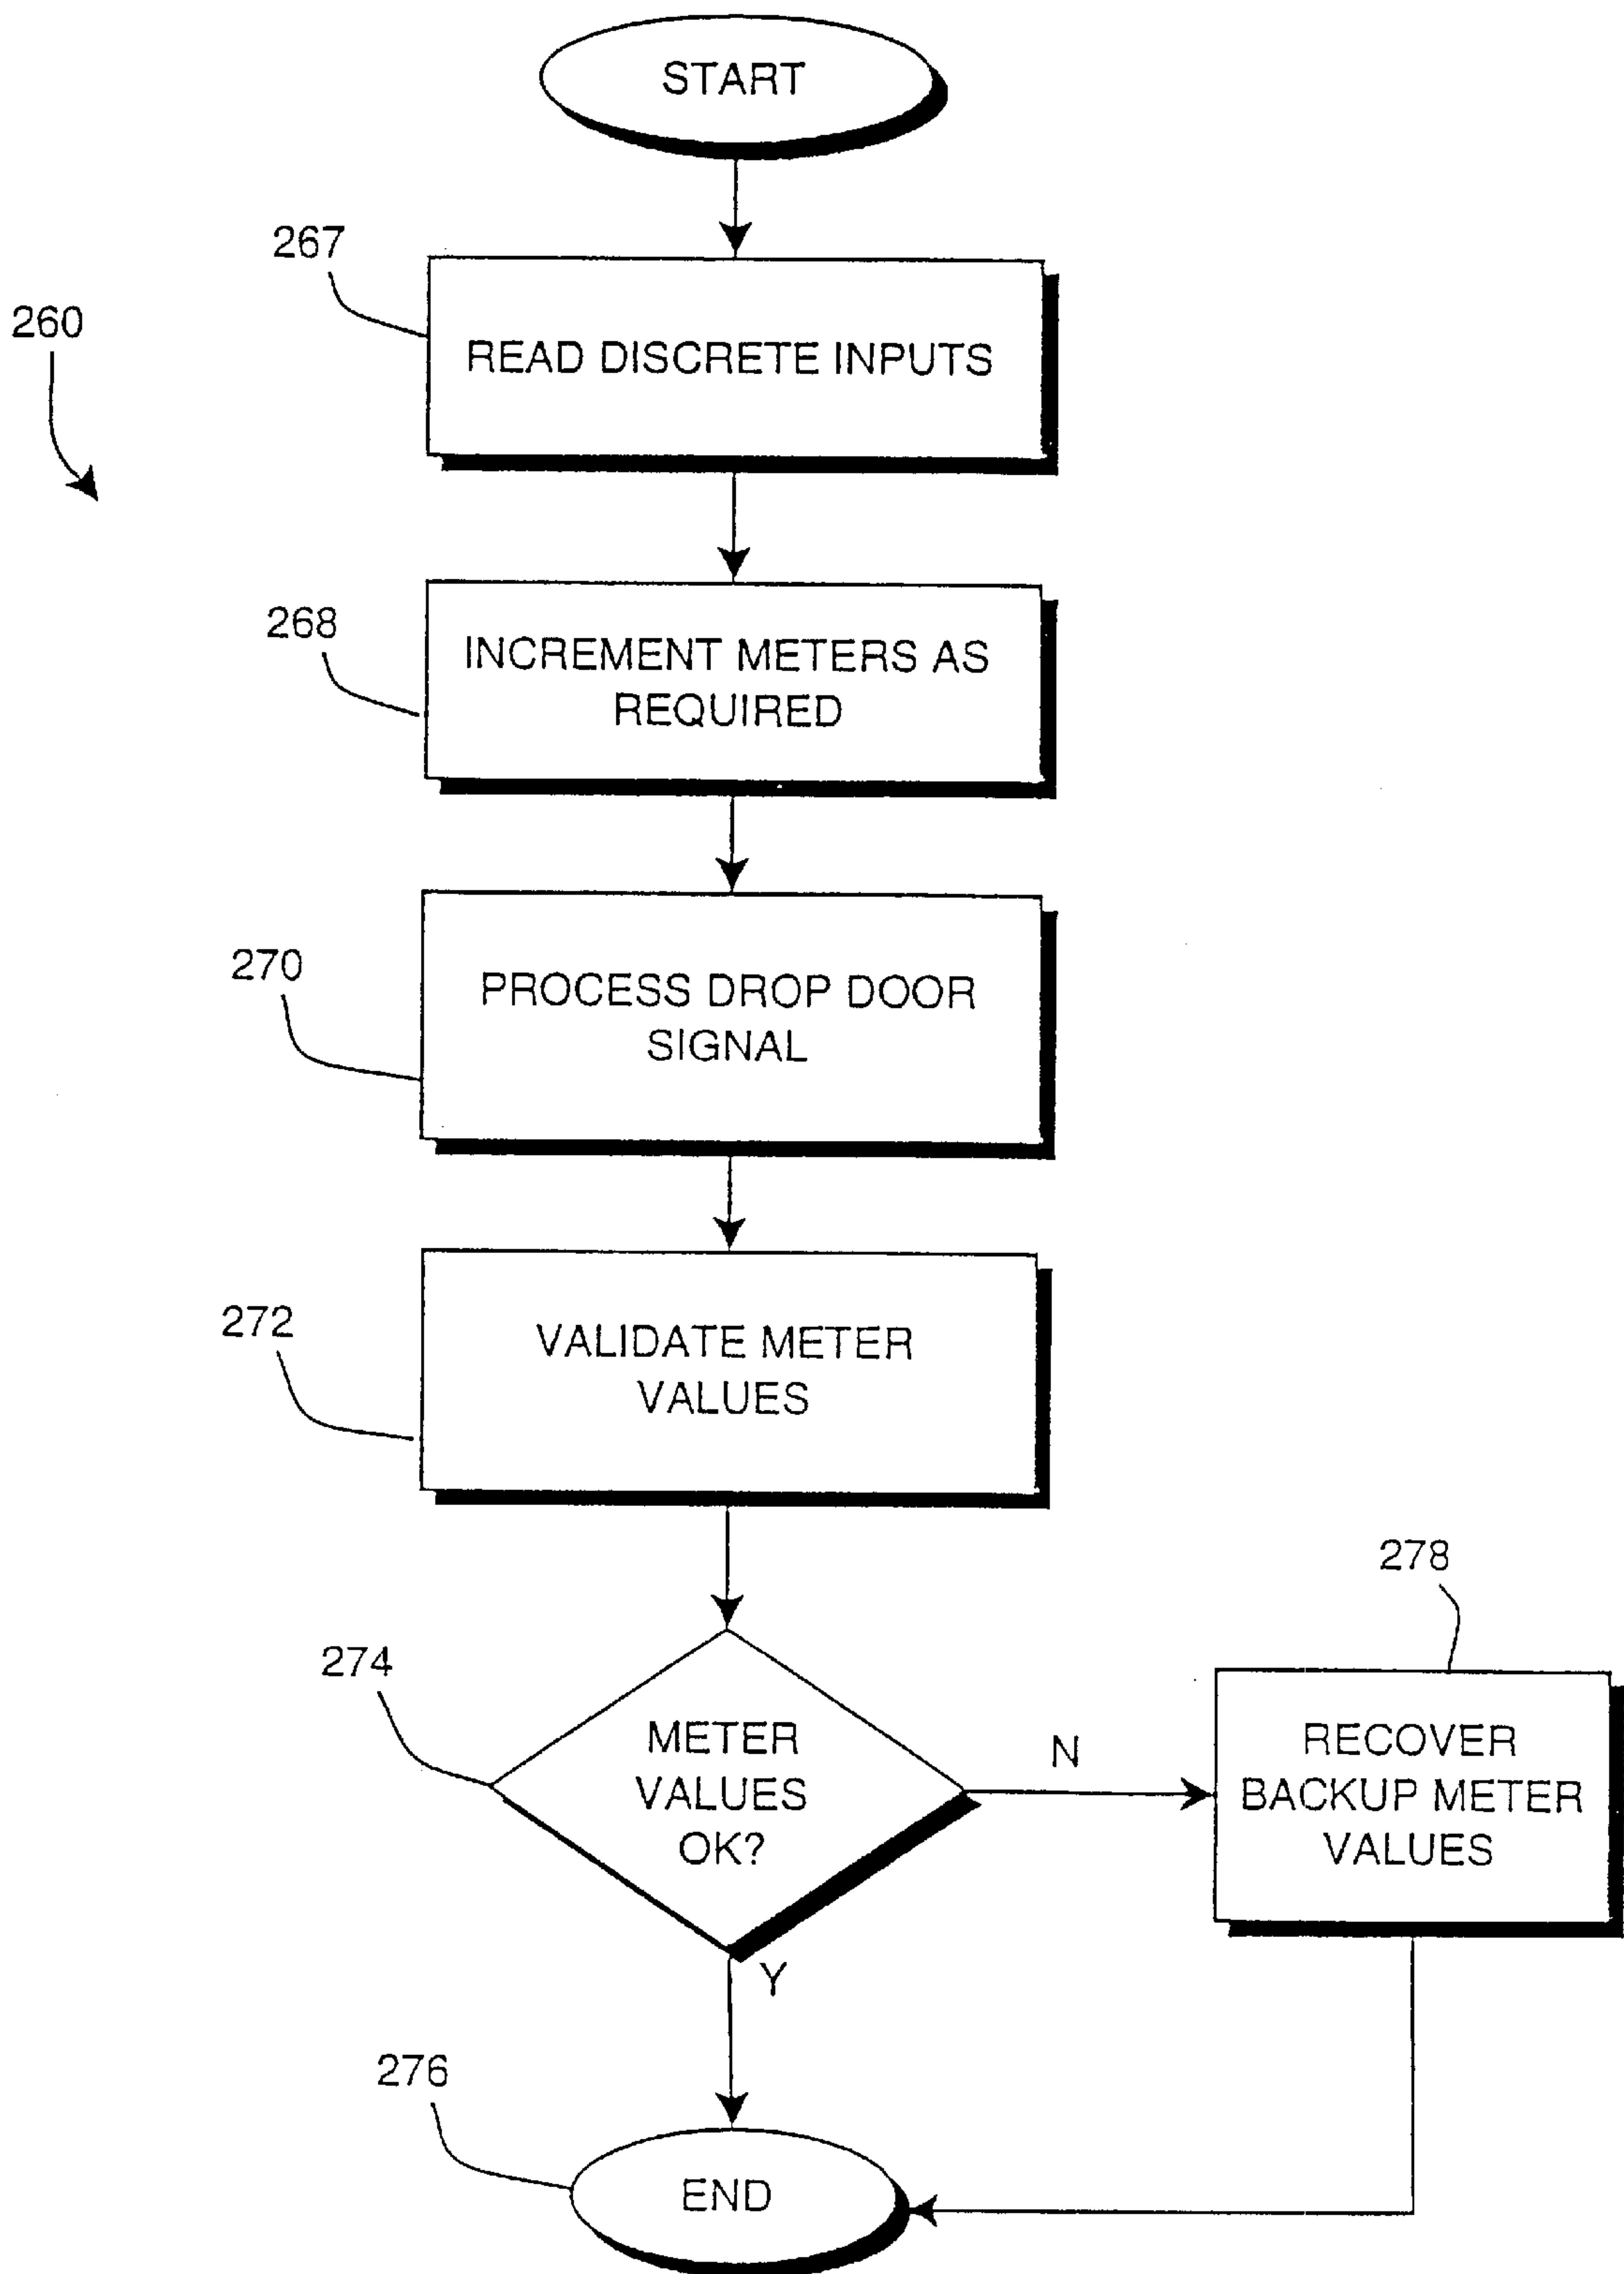 START
267
260
READ DISCRETE INPUTS
268
INCREMENT METERS AS
REQUIRED
270
PROCESS DROP DOOR
SIGNAL
272
VALIDATE METER
VALUES
278
274
METER
VALUES
OK?
N
RECOVER
BACKUP METER
VALUES
Y
276
END